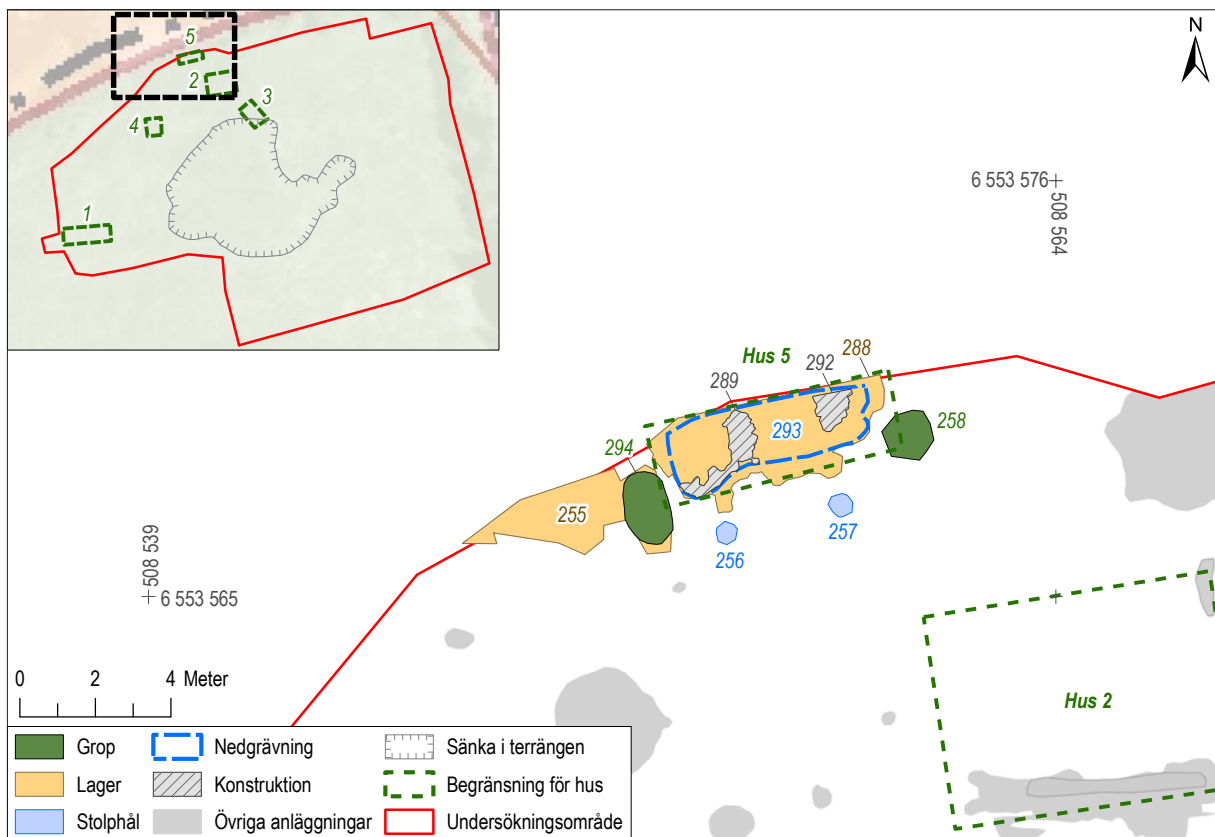 5
2
3
4
1
N
6 553 576
508 564
Hus 5
288
292
289
293
258
294
255
257
256
508 539
6 553 565
Hus 2
0 2 4 Meter
Grop
Nedgrävning
Sänka i terrängen
Lager
Konstruktion
Begränsning för hus
Stolphål
Övriga anläggningar
Undersökningsområde